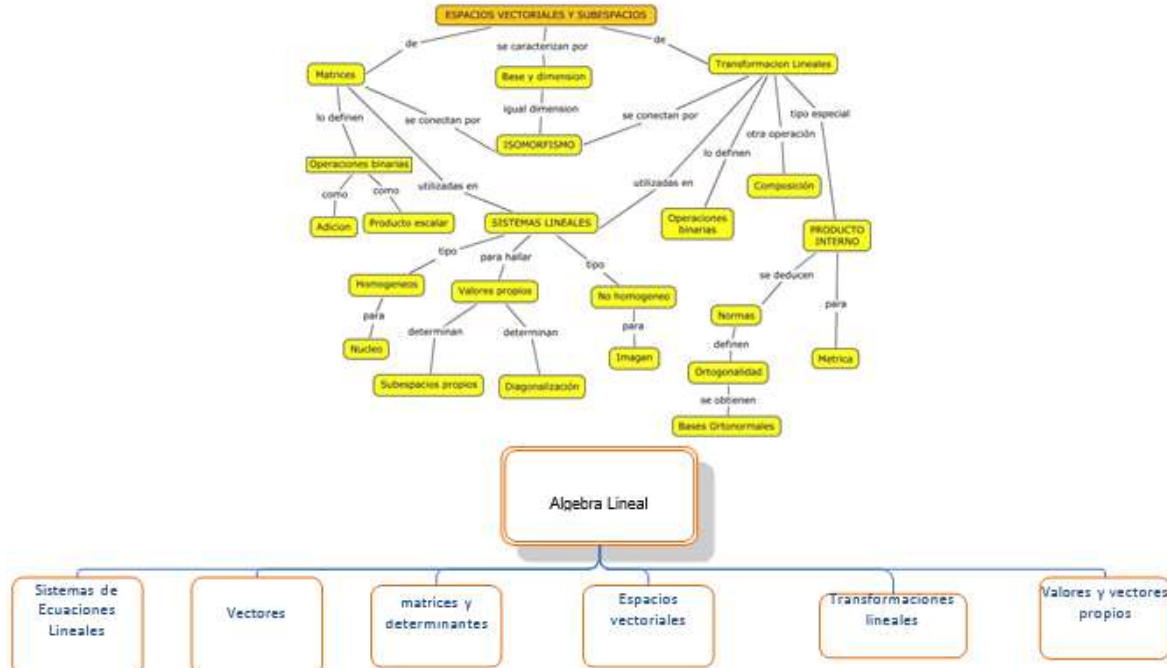 ESPACIOS VECTORIALES Y SUBESPACIOS
de
se caracterizan por
de
Matrices
Base y dimension
Transformacion Lineales
lo definen
se conectan por
igual dimension
se conectan por
tipo especial
otra operación
ISOMORFISMO
lo definen
Operaciones binarias
utilizadas en
utilizadas en
Composición
como
como
Adicion
Producto escalar
SISTEMAS LINEALES
Operaciones
binarias
PRODUCTO
INTERNO
tipo
para hallar
tipo
se deducen
Homogeneos
Valores propios
No homogeneo
para
Normas
para
determinan
determinan
para
definen
Nucleo
Imagan
Metrica
Subespacios propios
Diagonalización
Ortogonalidad
se obtienen
Bases Ortonormales
Algebra Lineal
Sistemas de
Ecuaciones
Lineales
Vectores
matrices y
determinantes
Espacios
vectoriales
Transformaciones
lineales
Valores y vectores
propios